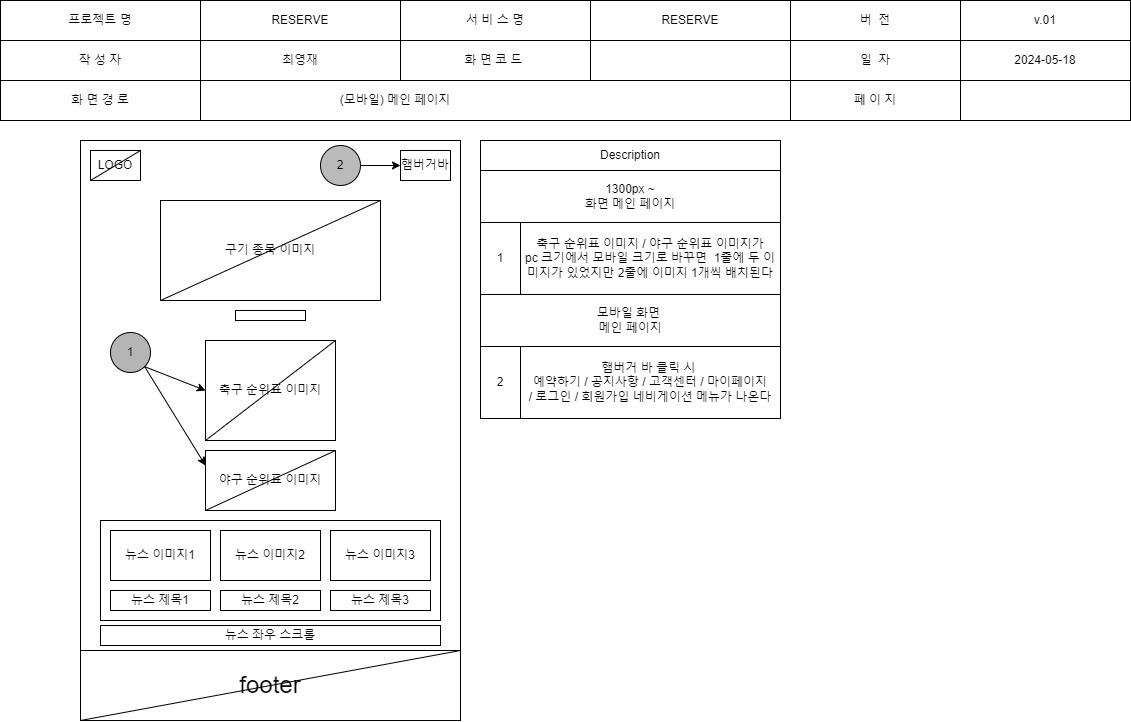 프로젝트 명 RESERVE 서 비 스 명 RESERVE 버 전 v.01
작 성 자 최영재 화 면 코 드 일 자 2024-05-18
화 면 경 로 (모바일) 메인 페이지 페 이 지
LOGO
2
햄버거바
구기 종목 이미지
1
축구 순위표 이미지
야구 순위표 이미지
뉴스 이미지1 뉴스 이미지2 뉴스 이미지3
뉴스 제목1 뉴스 제목2 뉴스 제목3
뉴스 좌우 스크롤
footer
Description
1300px ~
화면 메인 페이지
1
축구 순위표 이미지 / 야구 순위표 이미지가
pc 크기에서 모바일 크기로 바꾸면 1줄에 두 이
미지가 있었지만 2줄에 이미지 1개씩 배치된다
모바일 화면
메인 페이지
2
햄버거 바 클릭 시
예약하기 / 공지사항 / 고객센터 / 마이페이지
/ 로그인 / 회원가입 네비게이션 메뉴가 나온다